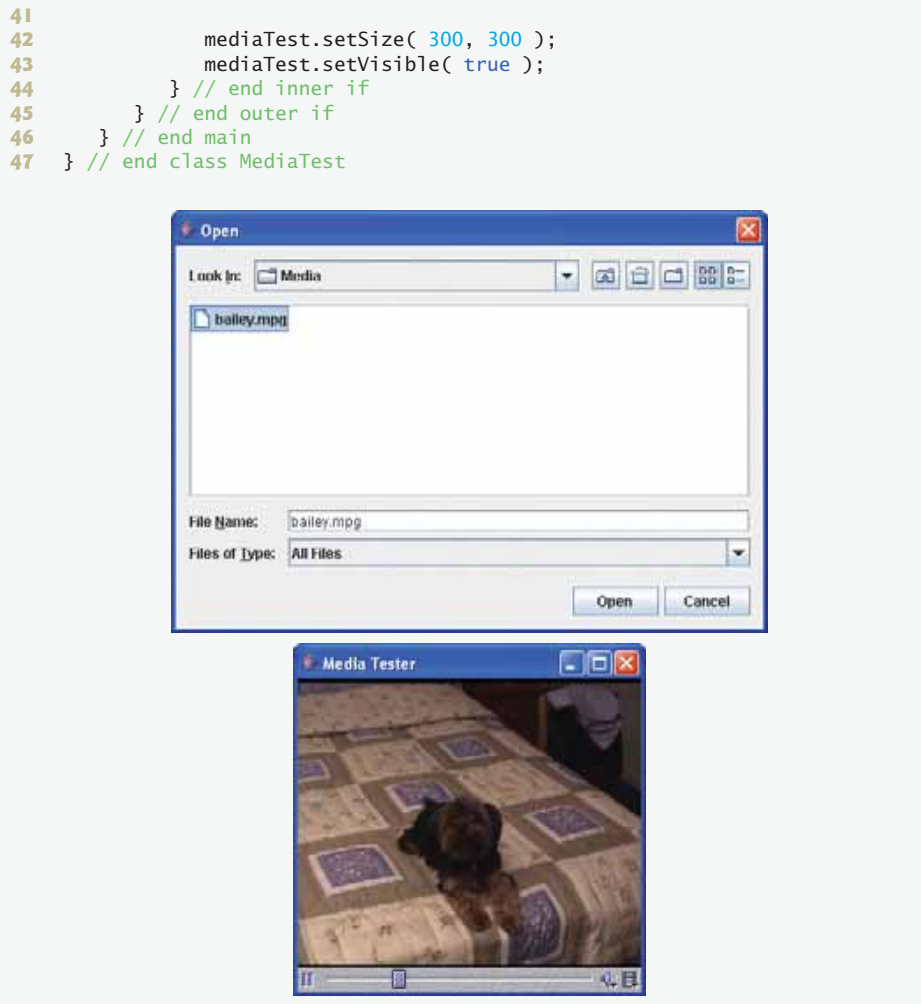 41
42 mediaTest.setSize( 300, 300 );
43 mediaTest.setVisible( true );
44 } // end inner if
45 } // end outer if
46 } // end main
47 } // end class MediaTest
Open
Look In: Media
bailey.mpg
File Name: bailey.mpg
Files of Type: All Files
Open Cancel
Media Tester